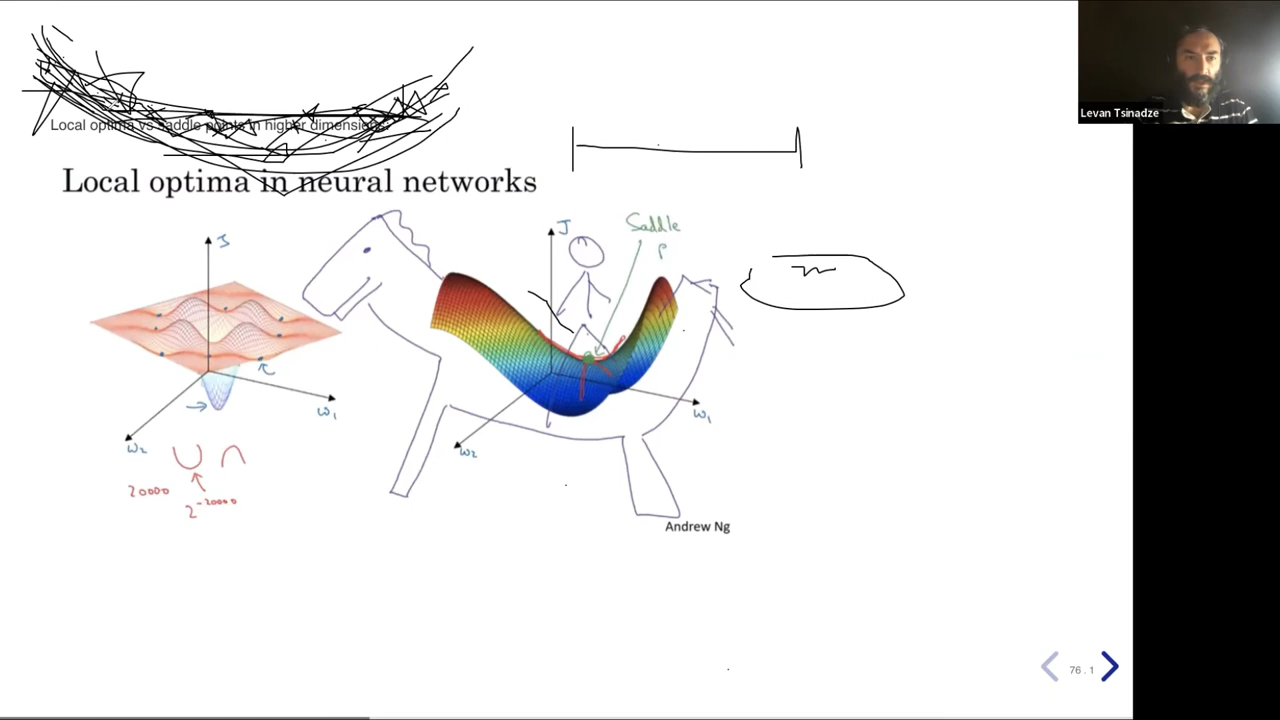 Levan Tsinadze
Local optima vs saddle points in higher dimensions
Local optima in neural networks
Saddle
P
J
J
w₁
w₂
w₁
w₂
20000
2⁻²⁰⁰⁰⁰
Andrew Ng
76 . 1